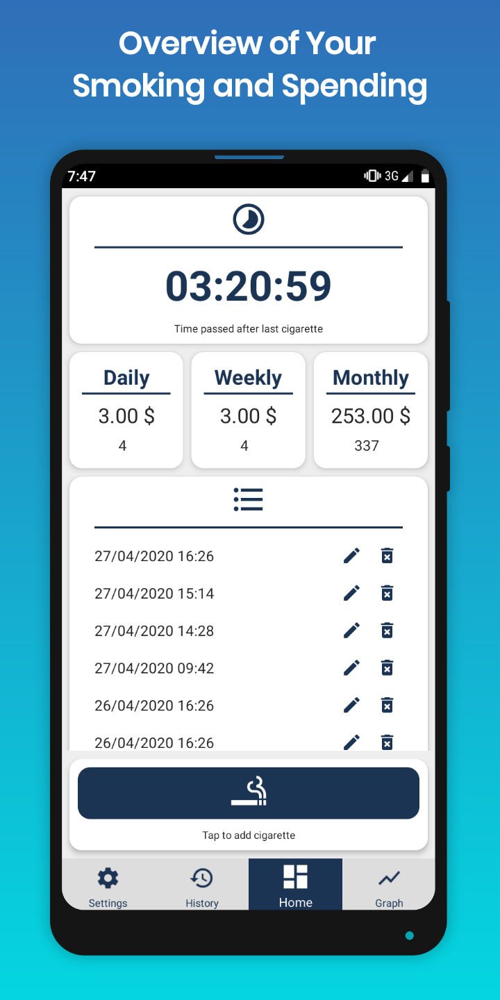 Overview of Your
Smoking and Spending
7:47 3G
03:20:59
Time passed after last cigarette
Daily Weekly Monthly
3.00 $ 3.00 $ 253.00 $
4 4 337
27/04/2020 16:26
27/04/2020 15:14
27/04/2020 14:28
27/04/2020 09:42
26/04/2020 16:26
26/04/2020 16:26
Tap to add cigarette
Settings History Home Graph